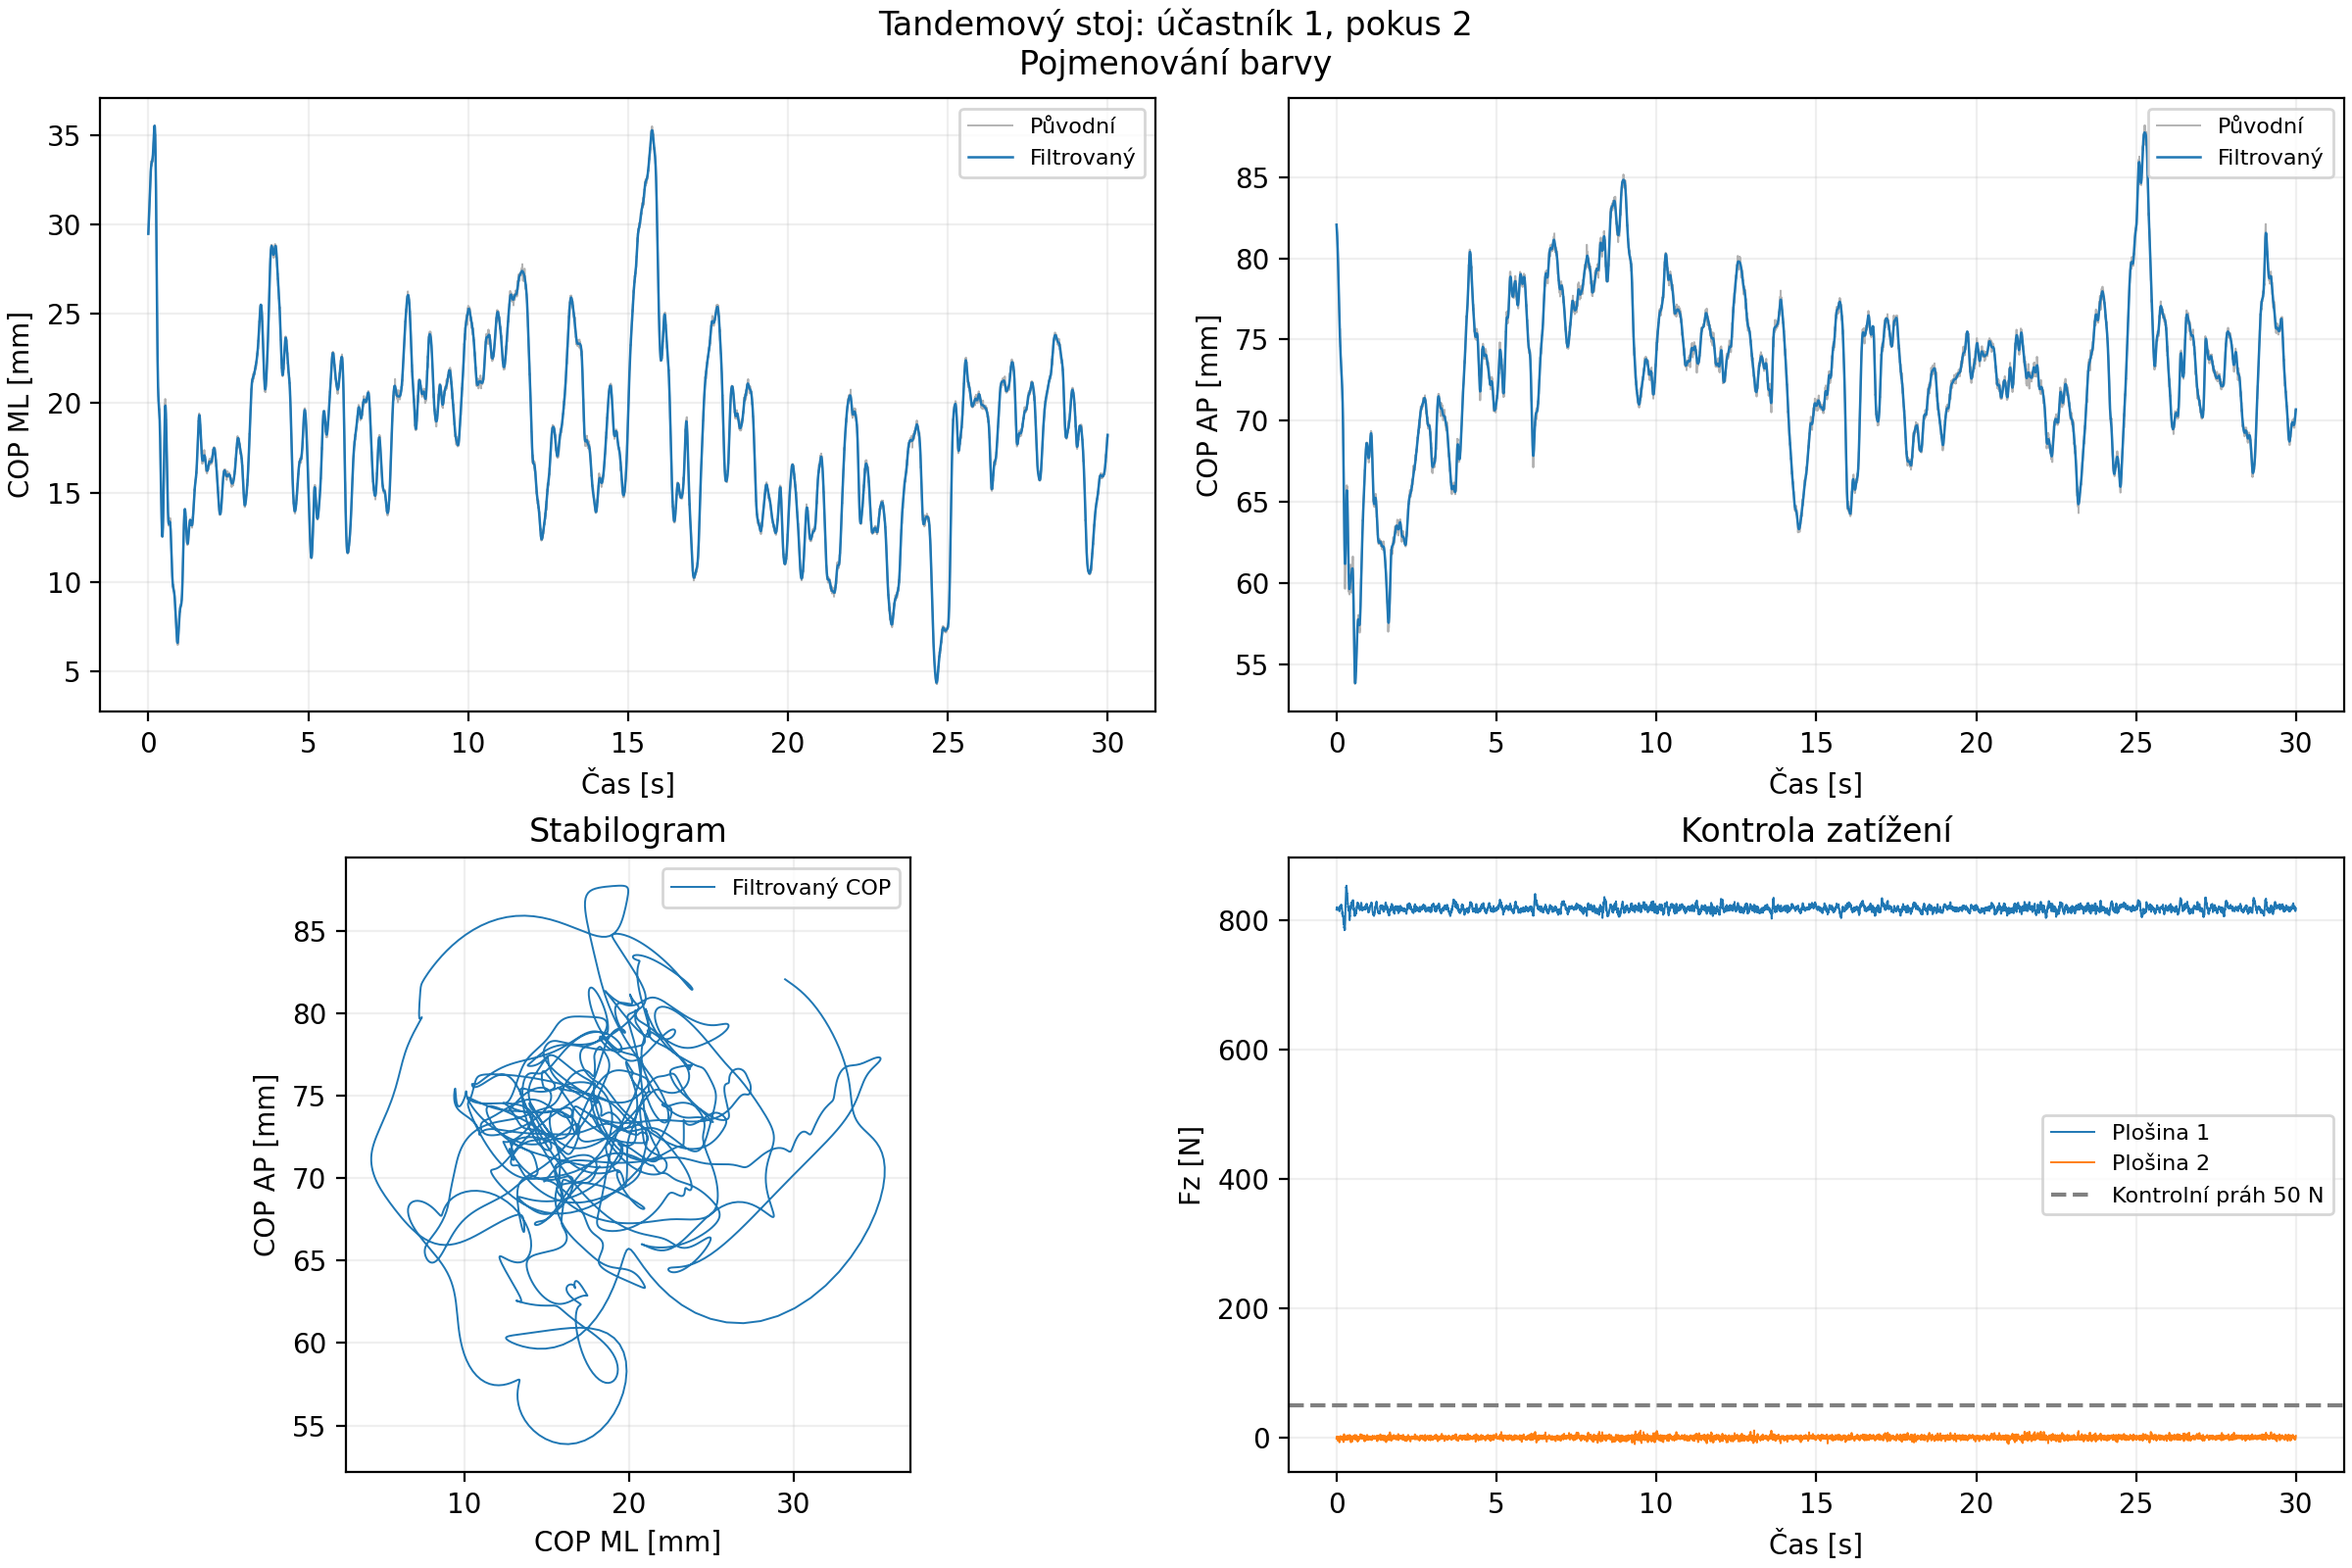 Tandemový stoj: účastník 1, pokus 2
Pojmenování barvy
35
30
25
20
15
10
5
COP ML [mm]
Původní
Filtrovaný
0 5 10 15 20 25 30
Čas [s]
85
80
75
70
65
60
55
COP AP [mm]
Původní
Filtrovaný
0 5 10 15 20 25 30
Čas [s]
Stabilogram
Filtrovaný COP
85
80
75
70
65
60
55
COP AP [mm]
10 20 30
COP ML [mm]
Kontrola zatížení
800
600
400
200
0
Fz [N]
Plošina 1
Plošina 2
Kontrolní práh 50 N
0 5 10 15 20 25 30
Čas [s]